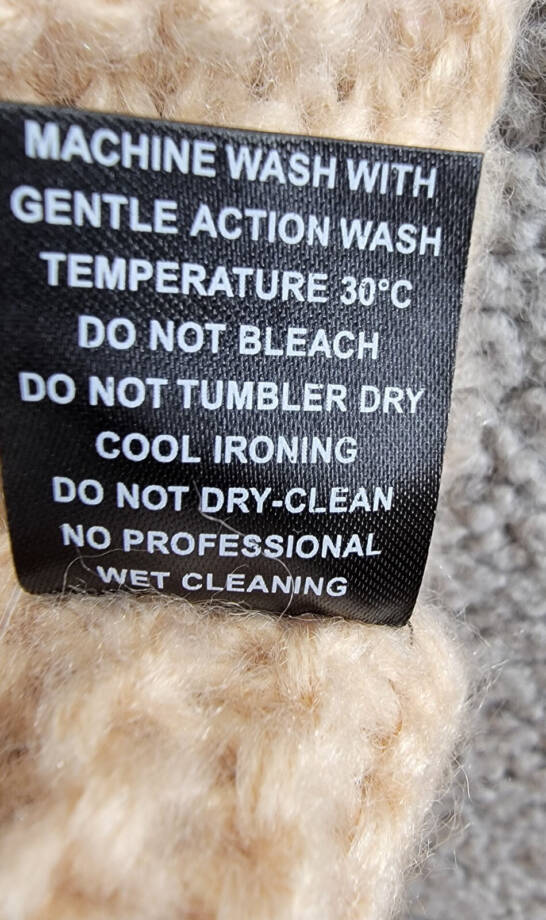 MACHINE WASH WITH
GENTLE ACTION WASH
TEMPERATURE 30°C
DO NOT BLEACH
DO NOT TUMBLER DRY
COOL IRONING
DO NOT DRY-CLEAN
NO PROFESSIONAL
WET CLEANING